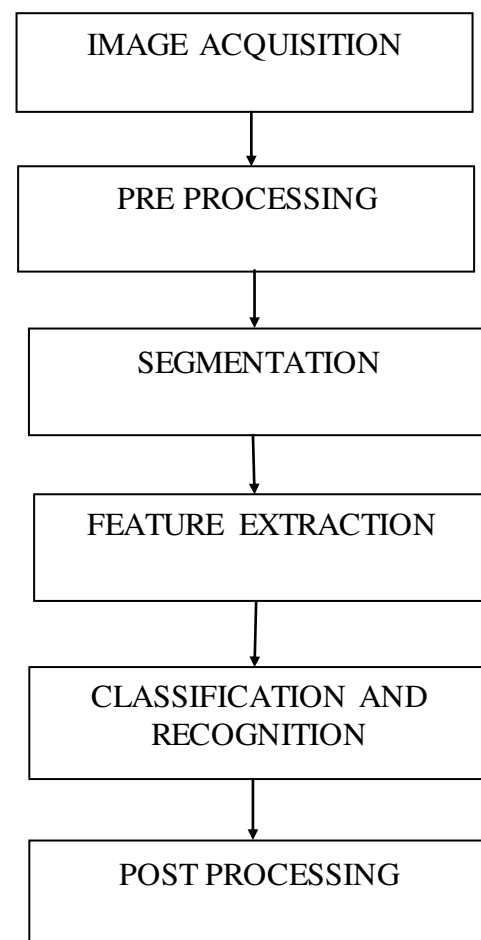 IMAGE ACQUISITION
PRE PROCESSING
SEGMENTATION
FEATURE EXTRACTION
CLASSIFICATION AND
RECOGNITION
POST PROCESSING